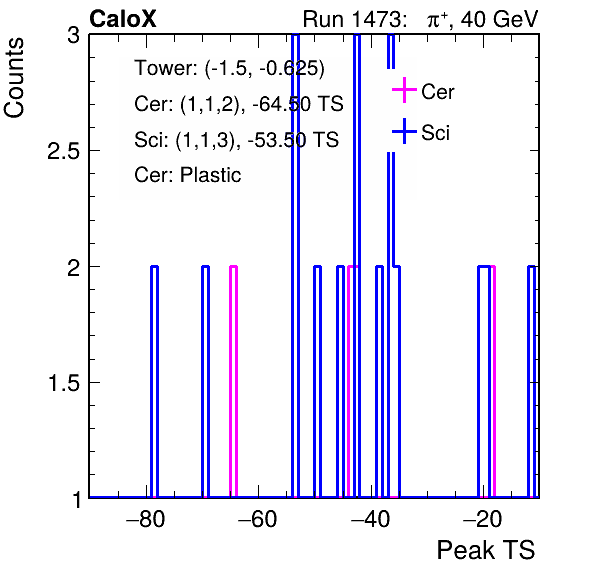 CaloX Run 1473: π+, 40 GeV
Counts
3
2.5
2
1.5
1
Tower: (-1.5, -0.625)
Cer: (1,1,2), -64.50 TS
Sci: (1,1,3), -53.50 TS
Cer: Plastic
Cer
Sci
−80 −60 −40 −20
Peak TS